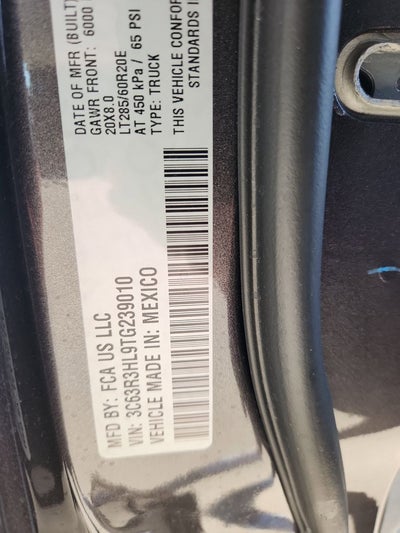 MFD BY: FCA US LLC
VIN: 3C63R3HL9TG239010
VEHICLE MADE IN: MEXICO
DATE OF MFR (BUILT)
GAWR FRONT: 6000
20X8.0
LT285/60R20E
AT 450 kPa / 65 PSI
TYPE: TRUCK
THIS VEHICLE CONFOR
STANDARDS I